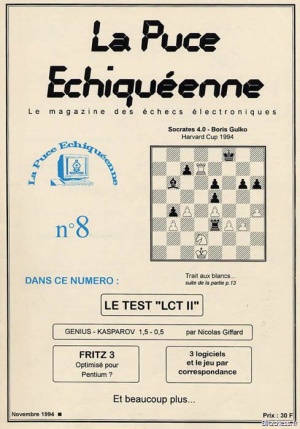 La Puce
Echiquéenne
Le magazine des échecs électroniques
Socrates 4.0 - Boris Gulko
Harvard Cup 1994
La Puce Echiquéenne
n°8
Trait aux blancs...
suite de la partie p.13
DANS CE NUMERO :
LE TEST "LCT II"
GENIUS - KASPAROV 1,5 - 0,5 par Nicolas Giffard
FRITZ 3
Optimisé pour
Pentium ?
3 logiciels
et le jeu par
correspondance
Et beaucoup plus...
Novembre 1994
Prix : 30 F